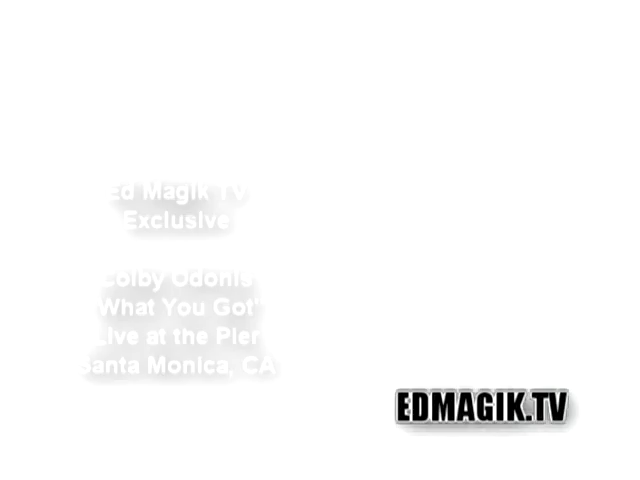 Ed Magik TV
Exclusive
Colby Odonis
What You Got"
Live at the Pier
Santa Monica, CA
EDMAGIK.TV